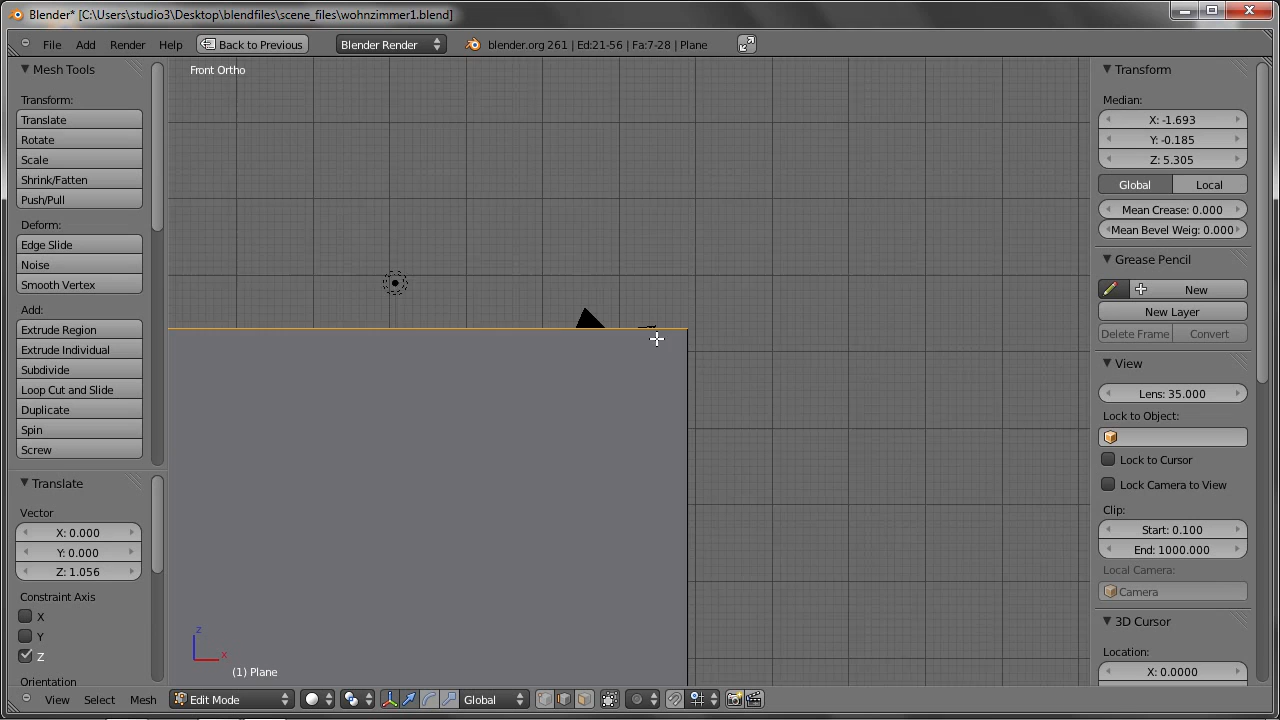 Blender* [C:\Users\studio3\Desktop\blendfiles\scene_files\wohnzimmer1.blend]
File Add Render Help Back to Previous Blender Render blender.org 261 | Ed:21-56 | Fa:7-28 | Plane
Mesh Tools
Transform:
Translate
Rotate
Scale
Shrink/Fatten
Push/Pull
Deform:
Edge Slide
Noise
Smooth Vertex
Add:
Extrude Region
Extrude Individual
Subdivide
Loop Cut and Slide
Duplicate
Spin
Screw
Translate
Vector
X: 0.000
Y: 0.000
Z: 1.056
Constraint Axis
X
Y
Z
Orientation
Front Ortho
z
x
(1) Plane
Transform
Median:
X: -1.693
Y: -0.185
Z: 5.305
Global Local
Mean Crease: 0.000
Mean Bevel Weig: 0.000
Grease Pencil
New
New Layer
Delete Frame Convert
View
Lens: 35.000
Lock to Object:
Lock to Cursor
Lock Camera to View
Clip:
Start: 0.100
End: 1000.000
Local Camera:
Camera
3D Cursor
Location:
X: 0.0000
View Select Mesh Edit Mode Global